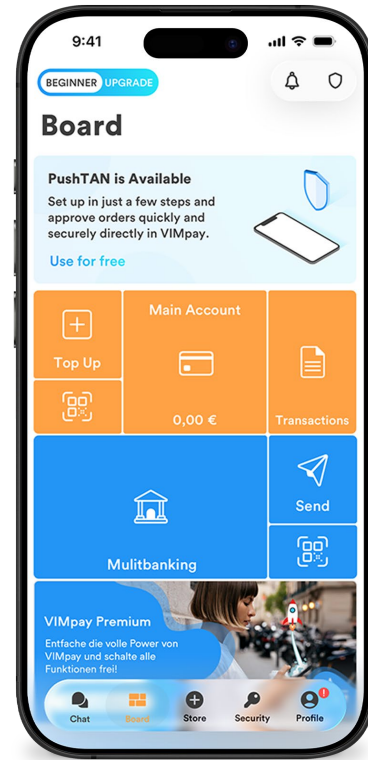 9:41
BEGINNER UPGRADE
Board
PushTAN is Available
Set up in just a few steps and
approve orders quickly and
securely directly in VIMpay.
Use for free
Main Account
Top Up
0,00 €
Transactions
Send
Mulitbanking
VIMpay Premium
Entfache die volle Power von
VIMpay und schalte alle
Funktionen frei!
Chat
Board
Store
Security
Profile